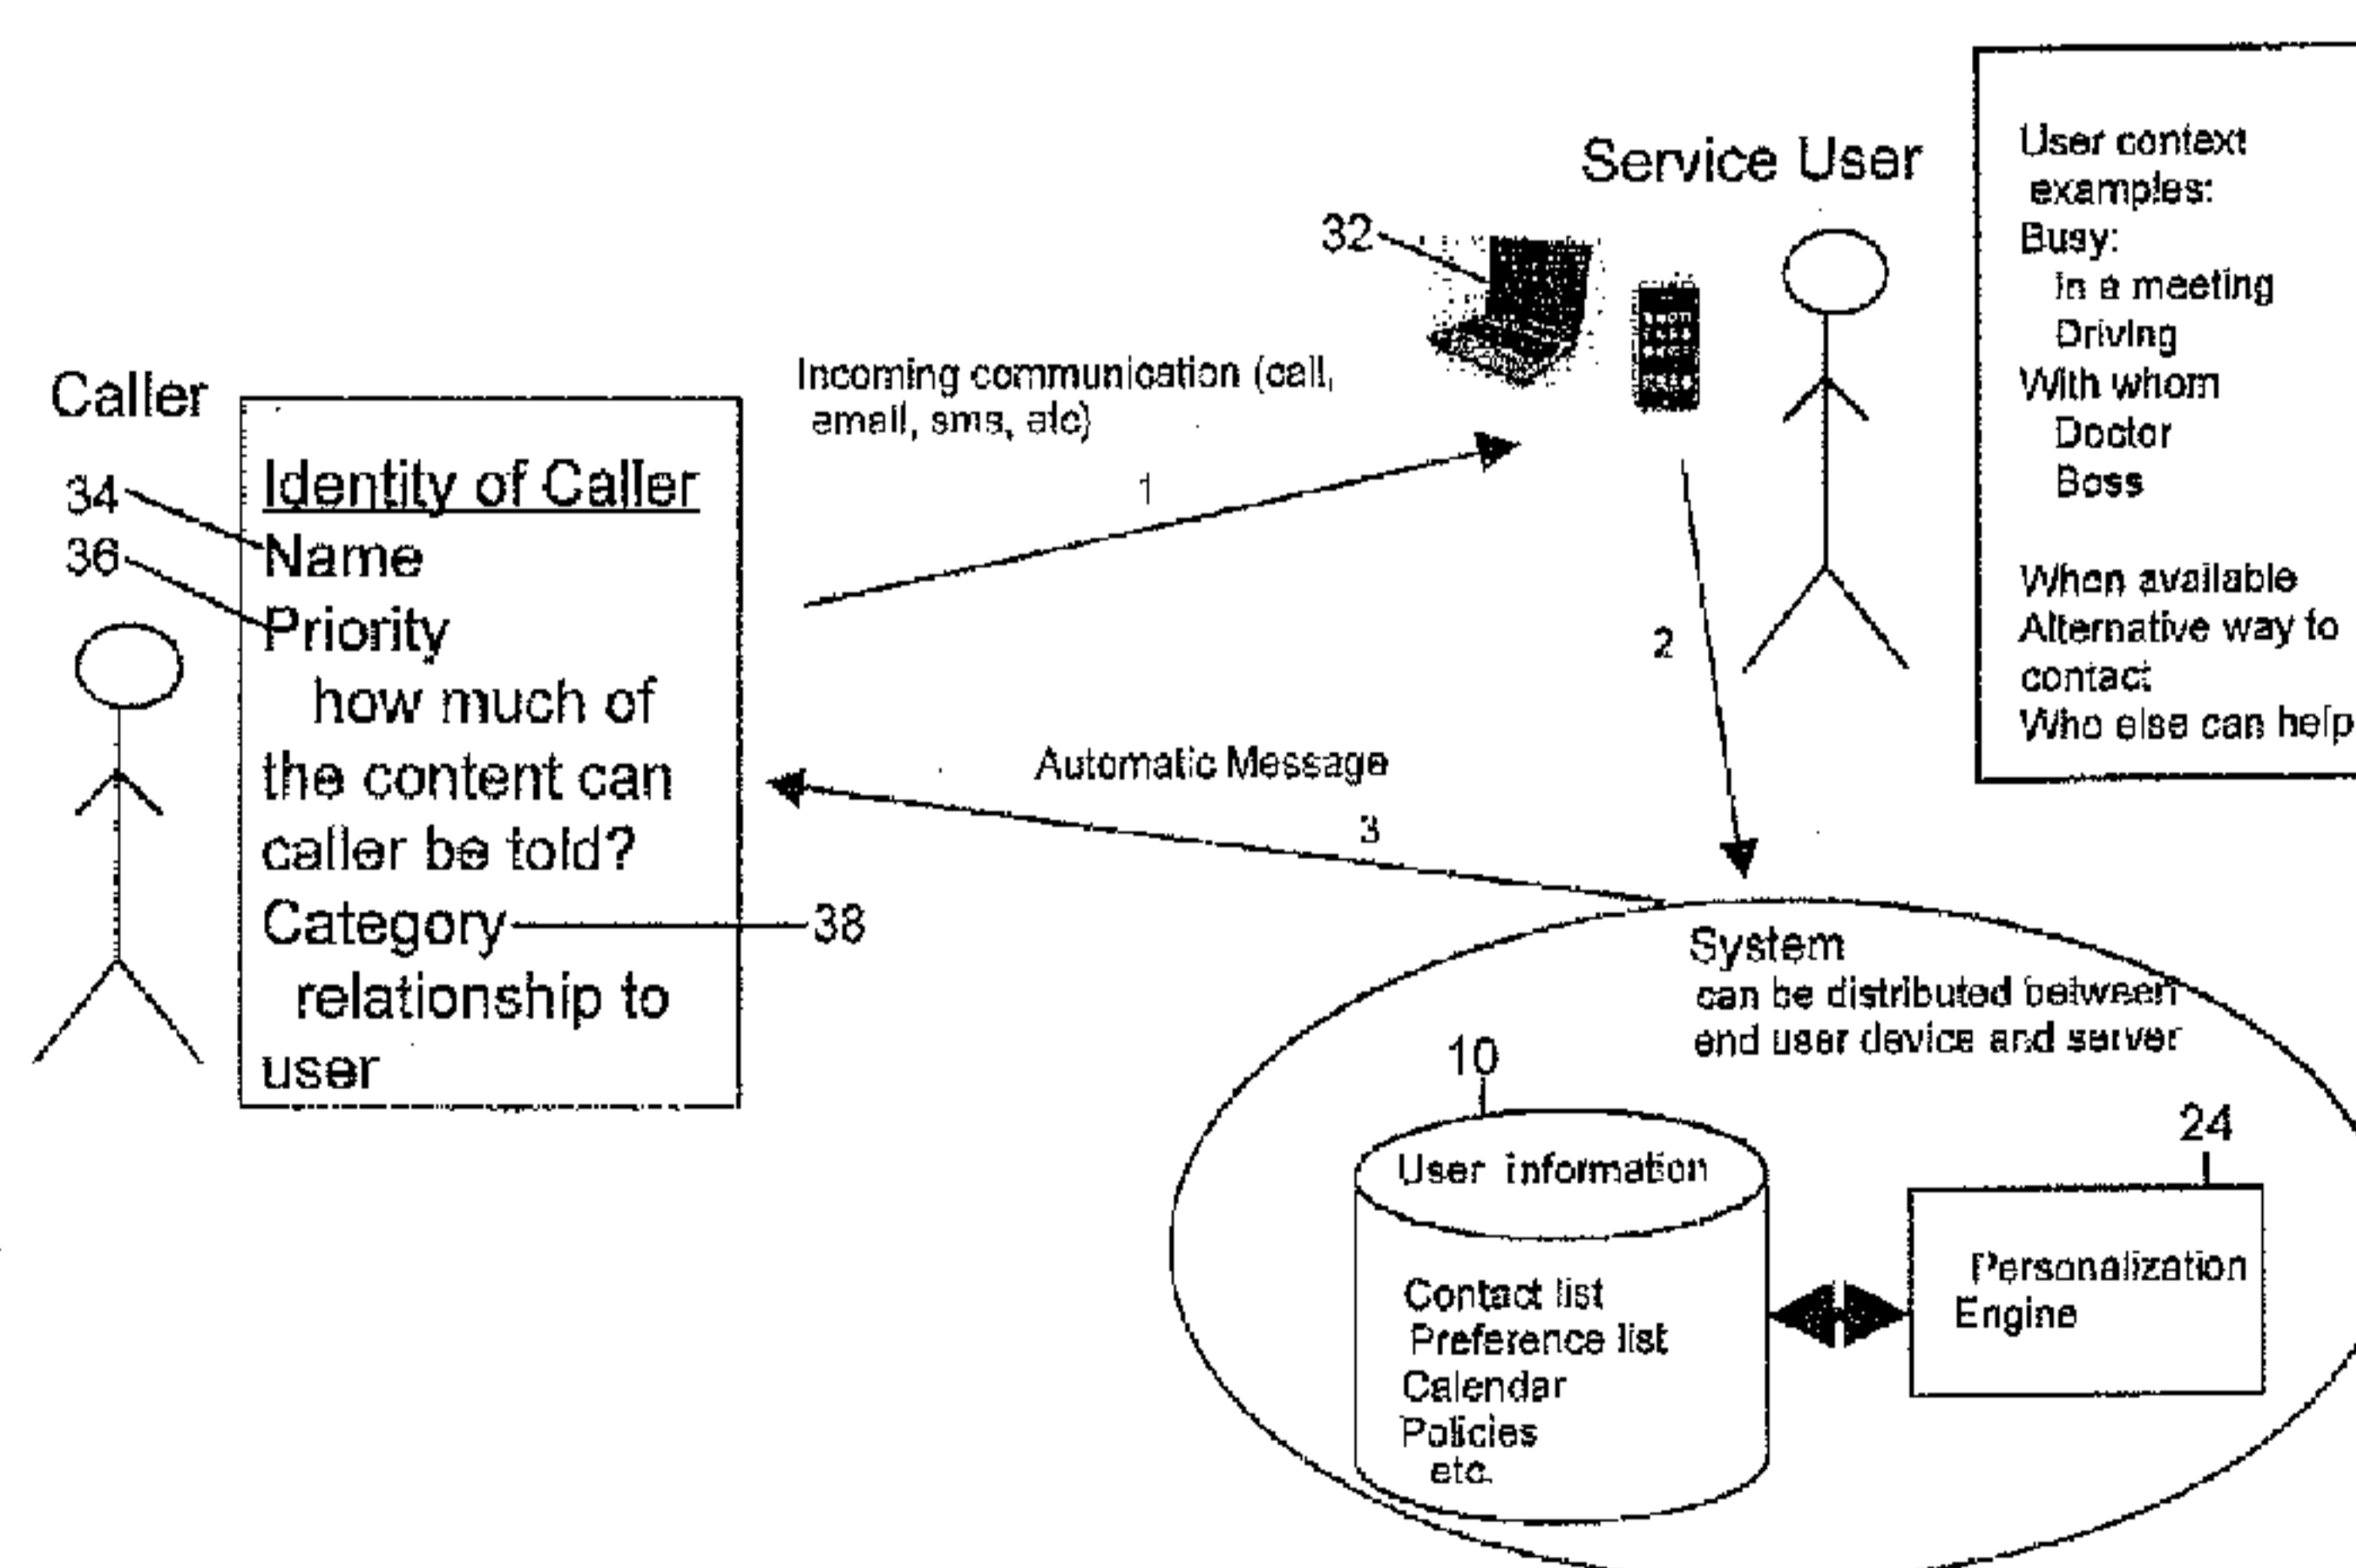 Caller
34
36
Identity of Caller
Name
Priority
how much of
the content can
caller be told?
Category
38
relationship to
user
Incoming communication (call,
email, sms, etc)
1
32
Service User
User context
examples:
Busy:
In a meeting
Driving
With whom
Doctor
Boss
When available
Alternative way to
contact
Who else can help
2
Automatic Message
3
System
can be distributed between
end user device and server
10
User information
Contact list
Preference list
Calendar
Policies
etc.
24
Personalization
Engine